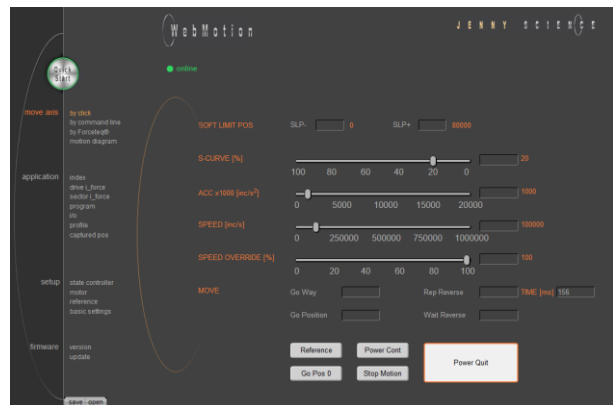 WebMotion
JENNY SCIENCE
Quick Start
online
move axis
by click
by command line
by Forceteq®
motion diagram
SOFT LIMIT POS SLP- 0 SLP+ 80000
S-CURVE [%] 20
100 80 60 40 20 0
application
index
drive i_force
sector i_force
program
i/o
profile
captured pos
ACC x1000 [inc/s²] 1000
0 5000 10000 15000 20000
SPEED [inc/s] 100000
0 250000 500000 750000 1000000
SPEED OVERRIDE [%] 100
0 20 40 60 80 100
setup
state controller
motor
reference
basic settings
MOVE Go Way Rep Reverse TIME [ms] 156
Go Position Wait Reverse
firmware
version
update
Reference Power Cont Power Quit
Go Pos 0 Stop Motion
save open